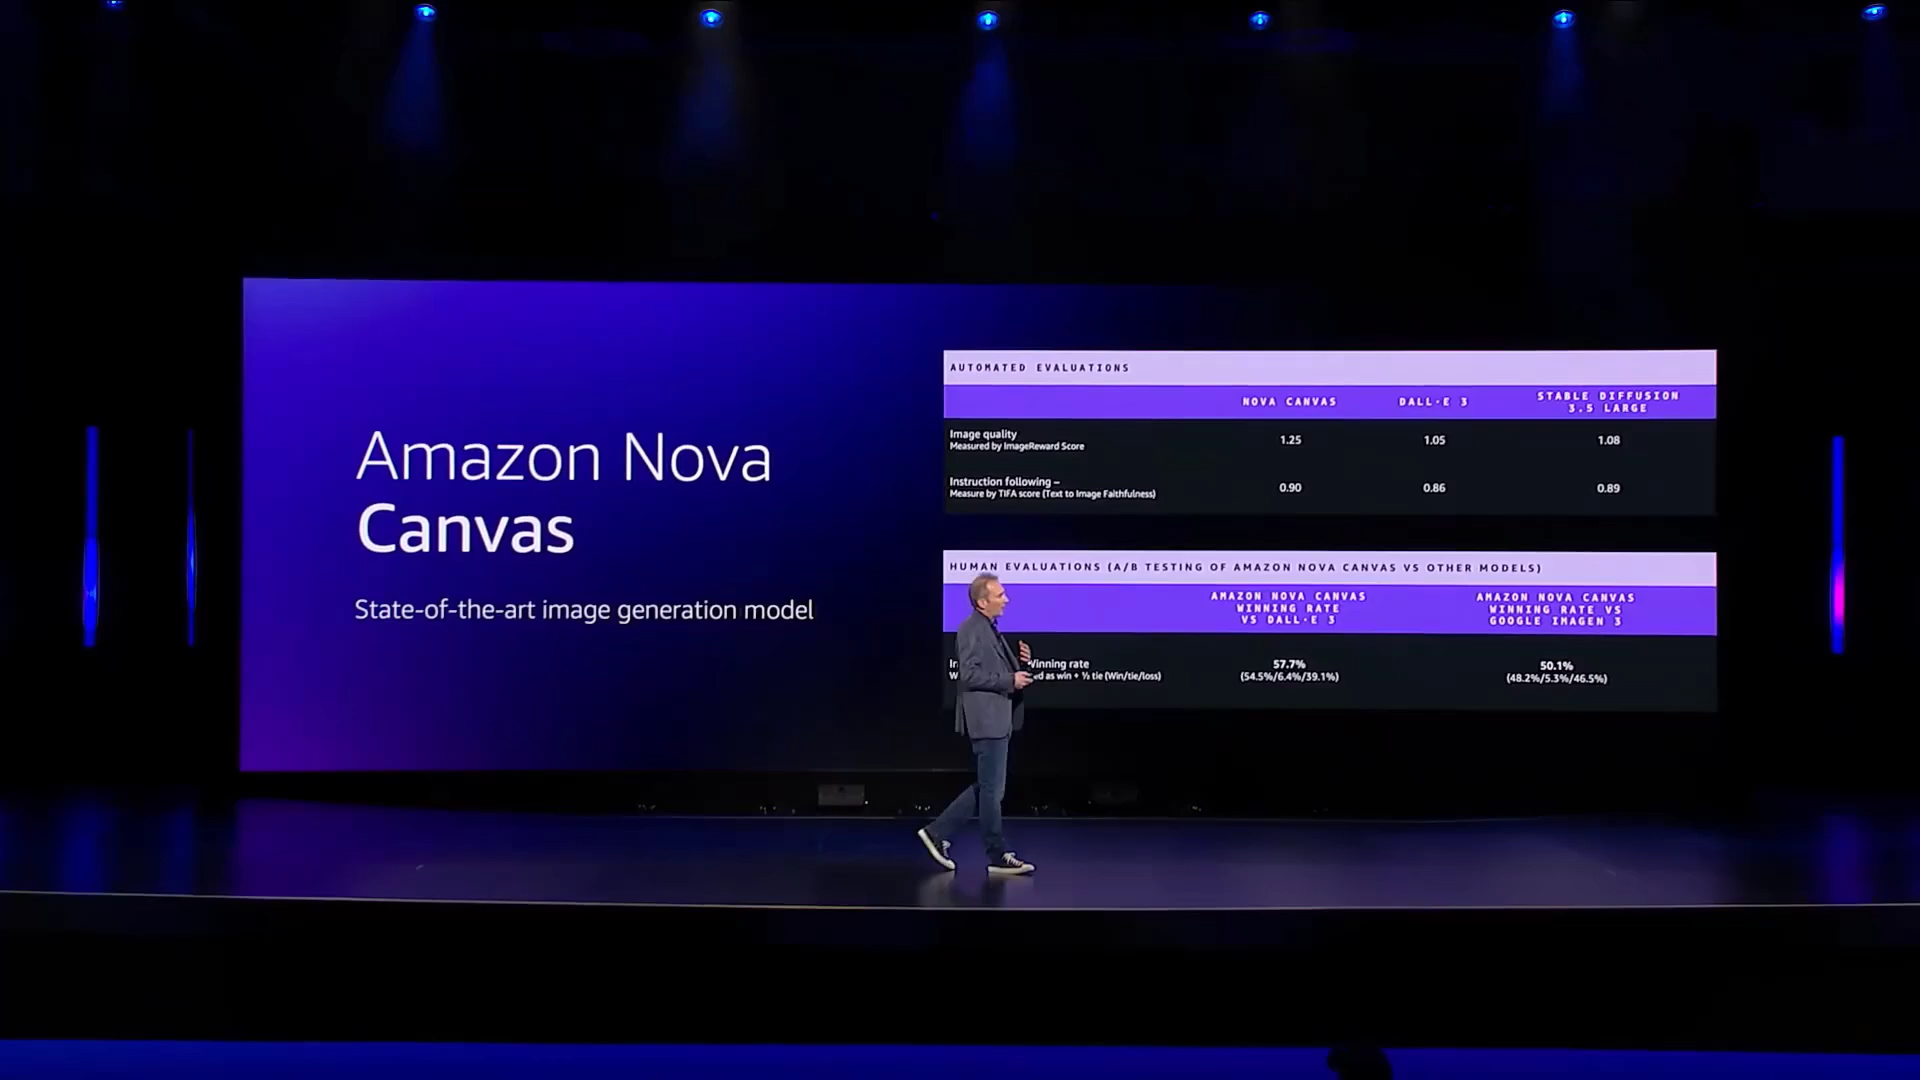 Amazon Nova
Canvas
State-of-the-art image generation model
AUTOMATED EVALUATIONS
NOVA CANVAS
DALL·E 3
STABLE DIFFUSION
3.5 LARGE
Image quality
Measured by ImageReward Score
1.25
1.05
1.08
Instruction following –
Measure by TIFA score (Text to Image Faithfulness)
0.90
0.86
0.89
HUMAN EVALUATIONS (A/B TESTING OF AMAZON NOVA CANVAS VS OTHER MODELS)
AMAZON NOVA CANVAS
WINNING RATE
VS DALL·E 3
AMAZON NOVA CANVAS
WINNING RATE VS
GOOGLE IMAGEN 3
Winning rate
as win + ½ tie (Win/tie/loss)
57.7%
(54.5%/6.4%/39.1%)
50.1%
(48.2%/5.3%/46.5%)